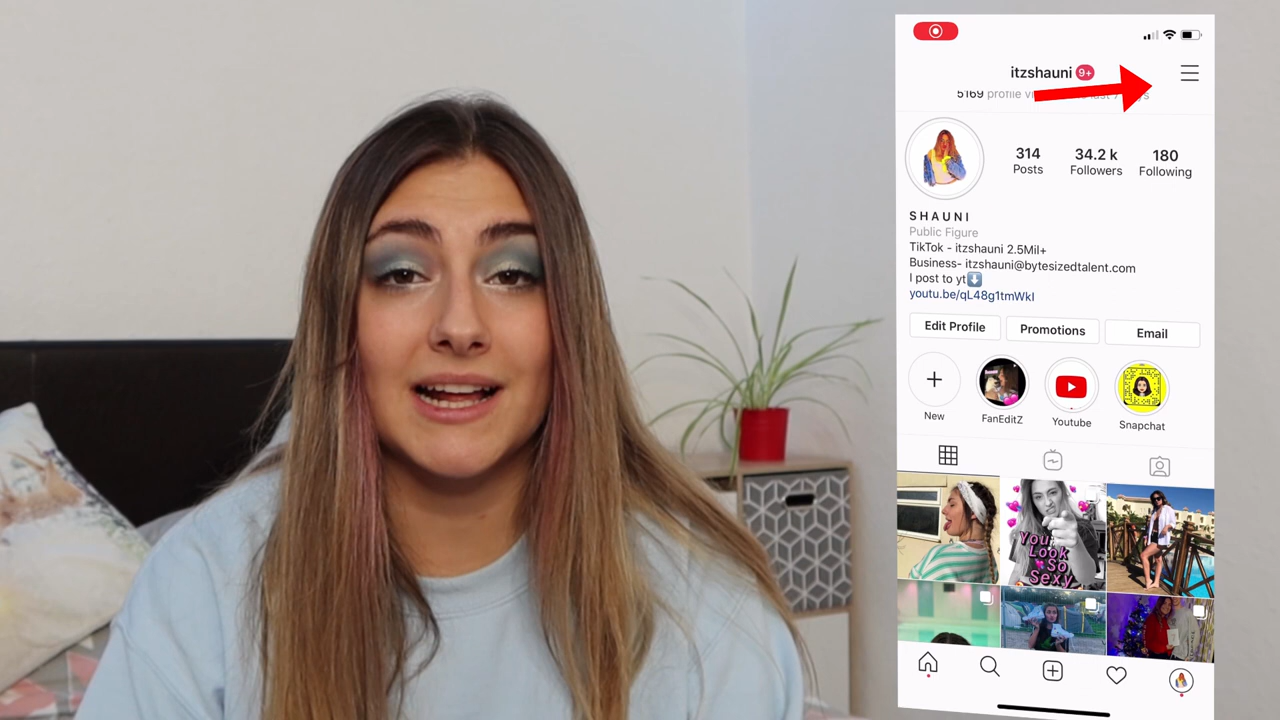 itzshauni 9+
5169 profile
314 34.2 k 180
Posts Followers Following
S H A U N I
Public Figure
TikTok - itzshauni 2.5Mil+
Business- itzshauni@bytesizedtalent.com
I post to yt⬇️
youtu.be/qL48g1tmWkI
Edit Profile Promotions Email
New FanEditZ Youtube Snapchat
You
Look
So
Sexy